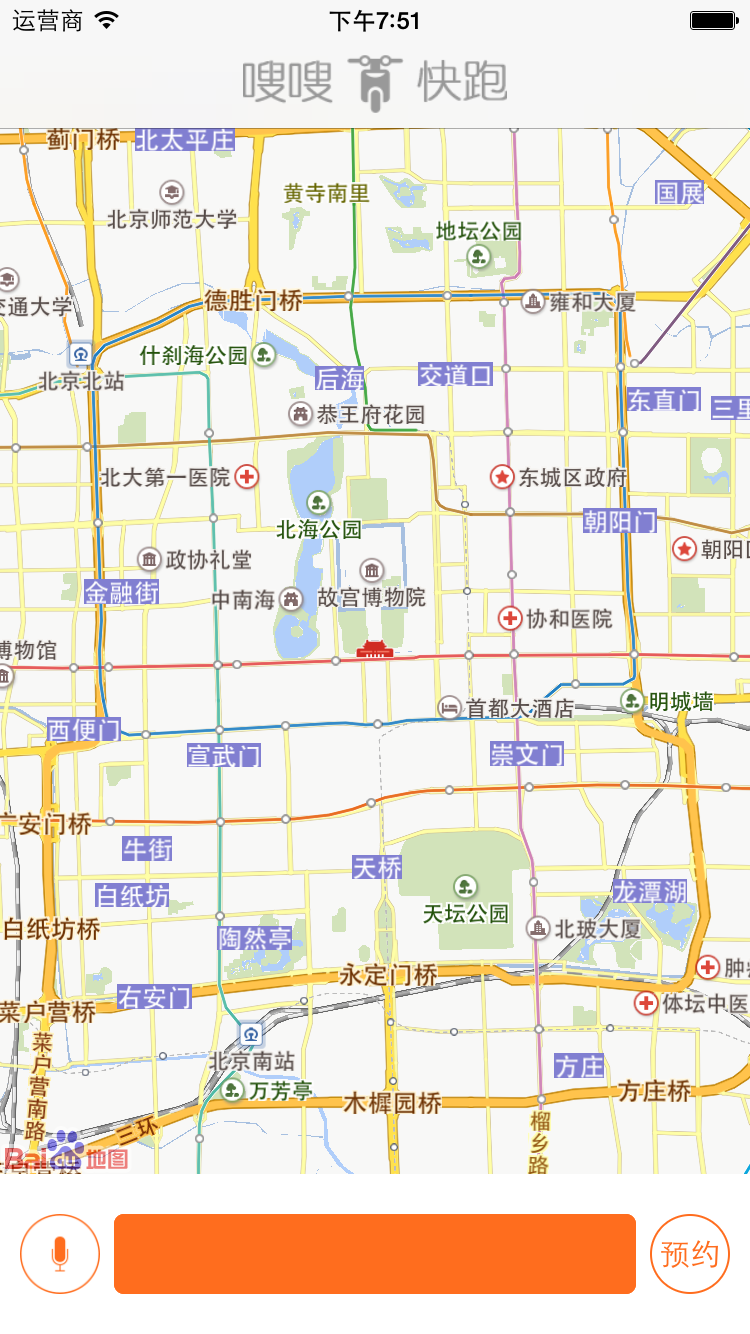 运营商
下午7:51
嗖嗖 快跑
蓟门桥
北太平庄
北京师范大学
黄寺南里
国展
地坛公园
交通大学
德胜门桥
雍和大厦
什刹海公园
北京北站
后海
交道口
东直门
三里
恭王府花园
北大第一医院
东城区政府
北海公园
朝阳门
政协礼堂
朝阳区
金融街
中南海
故宫博物院
协和医院
博物馆
首都大酒店
明城墙
西便门
宣武门
崇文门
广安门桥
牛街
天桥
白纸坊
龙潭湖
天坛公园
白纸坊桥
陶然亭
北玻大厦
永定门桥
肿
右安门
菜户营桥
体坛中医
北京南站
菜户营南路
方庄
万芳亭
木樨园桥
方庄桥
三环
榴乡路
Bai du 地图
预约